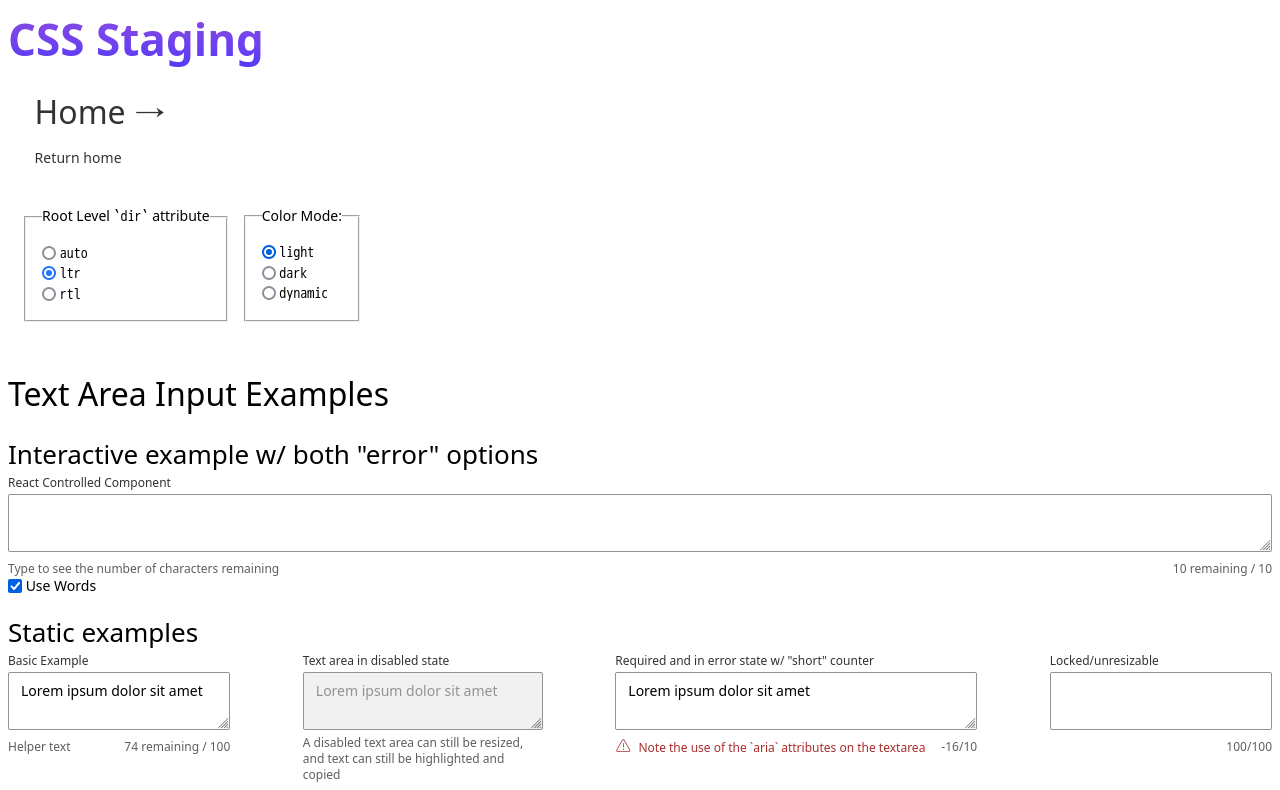 CSS Staging
Home →
Return home
Root Level `dir` attribute
auto
ltr
rtl
Color Mode:
light
dark
dynamic
Text Area Input Examples
Interactive example w/ both "error" options
React Controlled Component
Type to see the number of characters remaining
10 remaining / 10
Use Words
Static examples
Basic Example
Lorem ipsum dolor sit amet
Helper text
74 remaining / 100
Text area in disabled state
Lorem ipsum dolor sit amet
A disabled text area can still be resized,
and text can still be highlighted and
copied
Required and in error state w/ "short" counter
Lorem ipsum dolor sit amet
Note the use of the `aria` attributes on the textarea
-16/10
Locked/unresizable
100/100